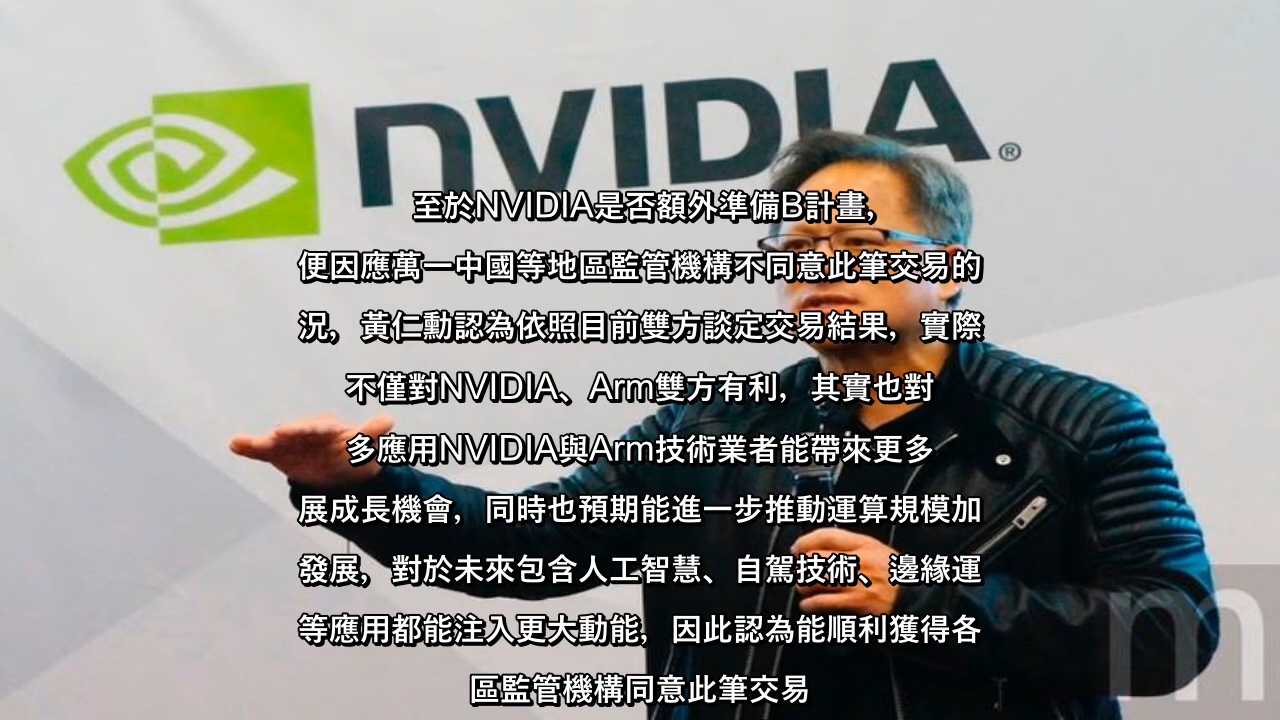 NVIDIA®
至於NVIDIA是否額外準備B計畫,
便因應萬一中國等地區監管機構不同意此筆交易的
況, 黃仁勳認為依照目前雙方談定交易結果, 實際
不僅對NVIDIA、Arm雙方有利, 其實也對
多應用NVIDIA與Arm技術業者能帶來更多
展成長機會, 同時也預期能進一步推動運算規模加
發展, 對於未來包含人工智慧、自駕技術、邊緣運
等應用都能注入更大動能, 因此認為能順利獲得各
區監管機構同意此筆交易
m